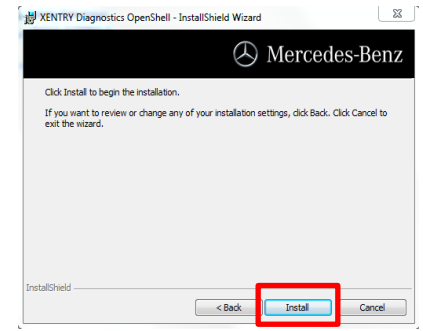 XENTRY Diagnostics OpenShell - InstallShield Wizard
Mercedes-Benz
Click Install to begin the installation.
If you want to review or change any of your installation settings, click Back. Click Cancel to
exit the wizard.
InstallShield
< Back
Install
Cancel